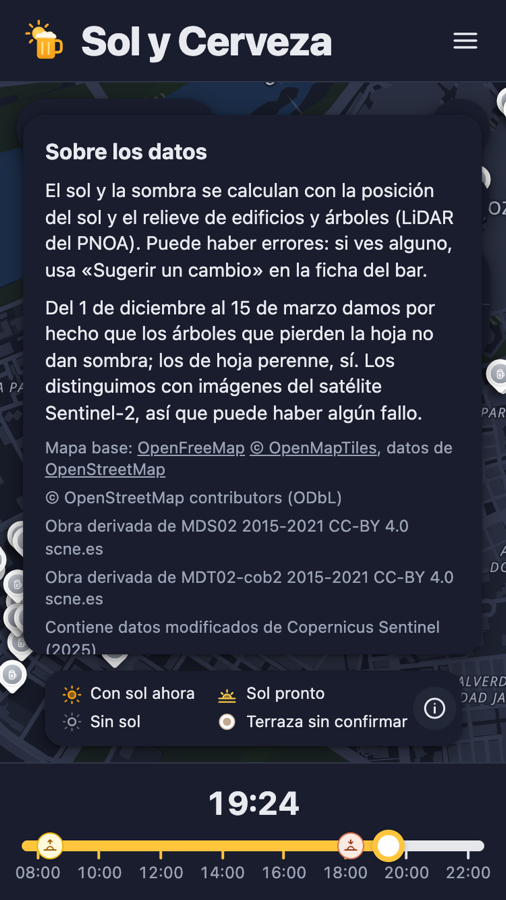 Sol y Cerveza
Sobre los datos
El sol y la sombra se calculan con la posición
del sol y el relieve de edificios y árboles (LiDAR
del PNOA). Puede haber errores: si ves alguno,
usa «Sugerir un cambio» en la ficha del bar.
Del 1 de diciembre al 15 de marzo damos por
hecho que los árboles que pierden la hoja no
dan sombra; los de hoja perenne, sí. Los
distinguimos con imágenes del satélite
Sentinel-2, así que puede haber algún fallo.
Mapa base: OpenFreeMap © OpenMapTiles, datos de
OpenStreetMap
© OpenStreetMap contributors (ODbL)
Obra derivada de MDS02 2015-2021 CC-BY 4.0
scne.es
Obra derivada de MDT02-cob2 2015-2021 CC-BY 4.0
scne.es
Contiene datos modificados de Copernicus Sentinel
(2025)
Con sol ahora
Sol pronto
Sin sol
Terraza sin confirmar
19:24
08:00 10:00 12:00 14:00 16:00 18:00 20:00 22:00